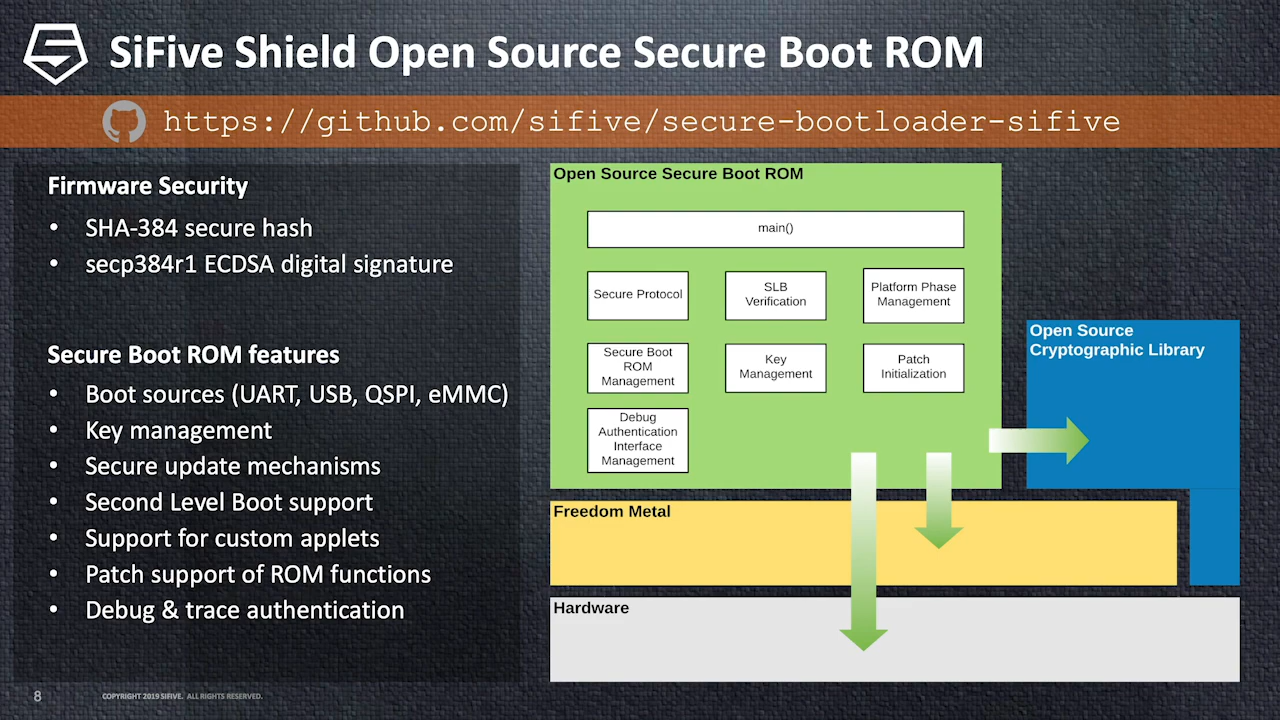 SiFive Shield Open Source Secure Boot ROM
https://github.com/sifive/secure-bootloader-sifive
Firmware Security
• SHA-384 secure hash
• secp384r1 ECDSA digital signature
Secure Boot ROM features
• Boot sources (UART, USB, QSPI, eMMC)
• Key management
• Secure update mechanisms
• Second Level Boot support
• Support for custom applets
• Patch support of ROM functions
• Debug & trace authentication
Open Source Secure Boot ROM
main()
Secure Protocol
SLB
Verification
Platform Phase
Management
Secure Boot
ROM
Management
Key
Management
Patch
Initialization
Debug
Authentication
Interface
Management
Open Source
Cryptographic Library
Freedom Metal
Hardware
8
COPYRIGHT 2019 SIFIVE. ALL RIGHTS RESERVED.